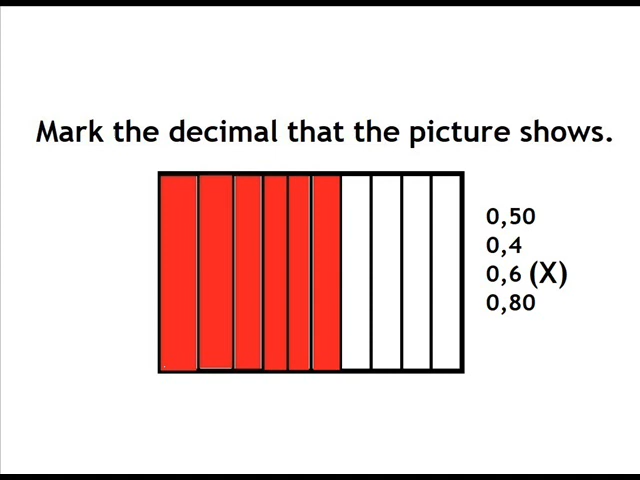 Mark the decimal that the picture shows.
0,50
0,4
0,6 (X)
0,80